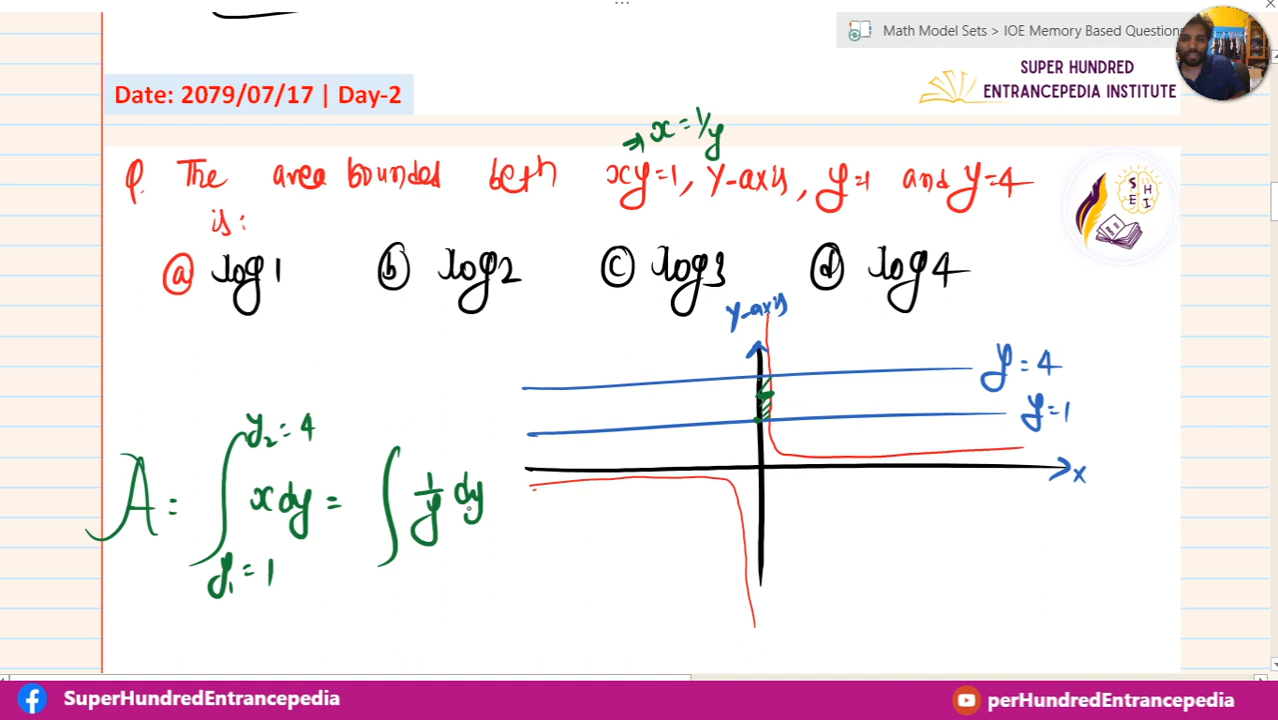 Math Model Sets > IOE Memory Based Question
SUPER HUNDRED
ENTRANCEPEDIA INSTITUTE
Date: 2079/07/17 | Day-2
⇒ x = 1/y
Q. The area bounded betn xy=1, Y-axis, y=1 and y=4
is:
ⓐ log1 ⓑ log2 ⓒ log3 ⓓ log4
Y-axis
y = 4
y=1
x
A = ∫ x dy = ∫ 1/y dy
y₂ = 4
y₁ = 1
S H
E I
SuperHundredEntrancepedia
perHundredEntrancepedia